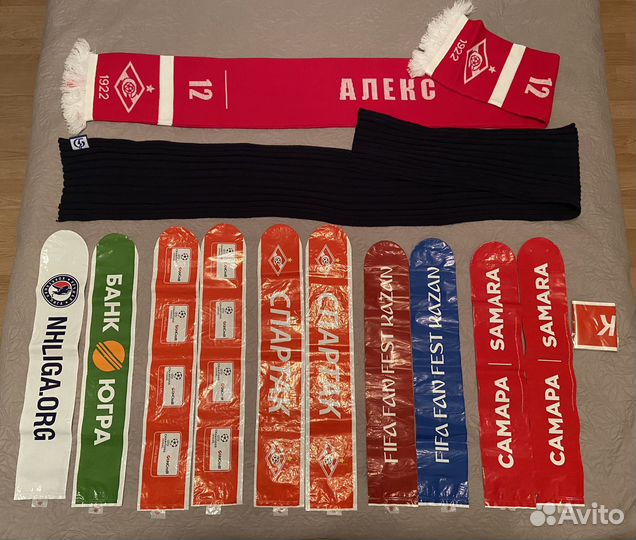 1922
12
АЛЕКС
12
1922
NHLIGA.ORG
БАНК ЮГРА
СПАРТАК
СПАРТАК
FIFA FAN FEST KAZAN
FIFA FAN FEST KAZAN
САМАРА | SAMARA
САМАРА | SAMARA
Avito